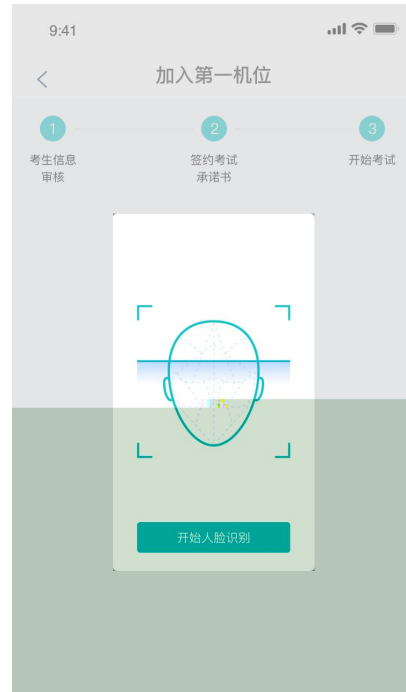 9:41
加入第一机位
1
2
3
考生信息
审核
签约考试
承诺书
开始考试
开始人脸识别